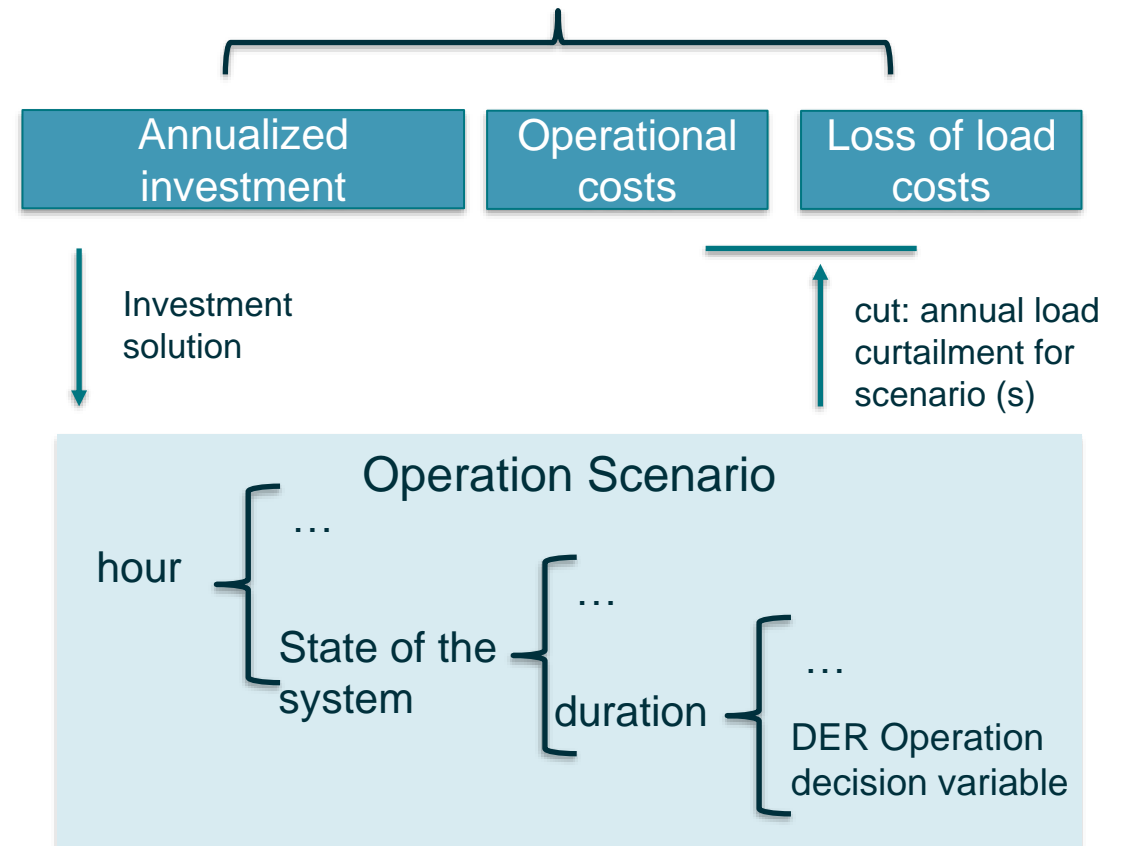 Annualized
investment
Operational
costs
Loss of load
costs
Investment
solution
cut: annual load
curtailment for
scenario (s)
Operation Scenario
…
hour
…
State of the
system
…
duration
DER Operation
decision variable